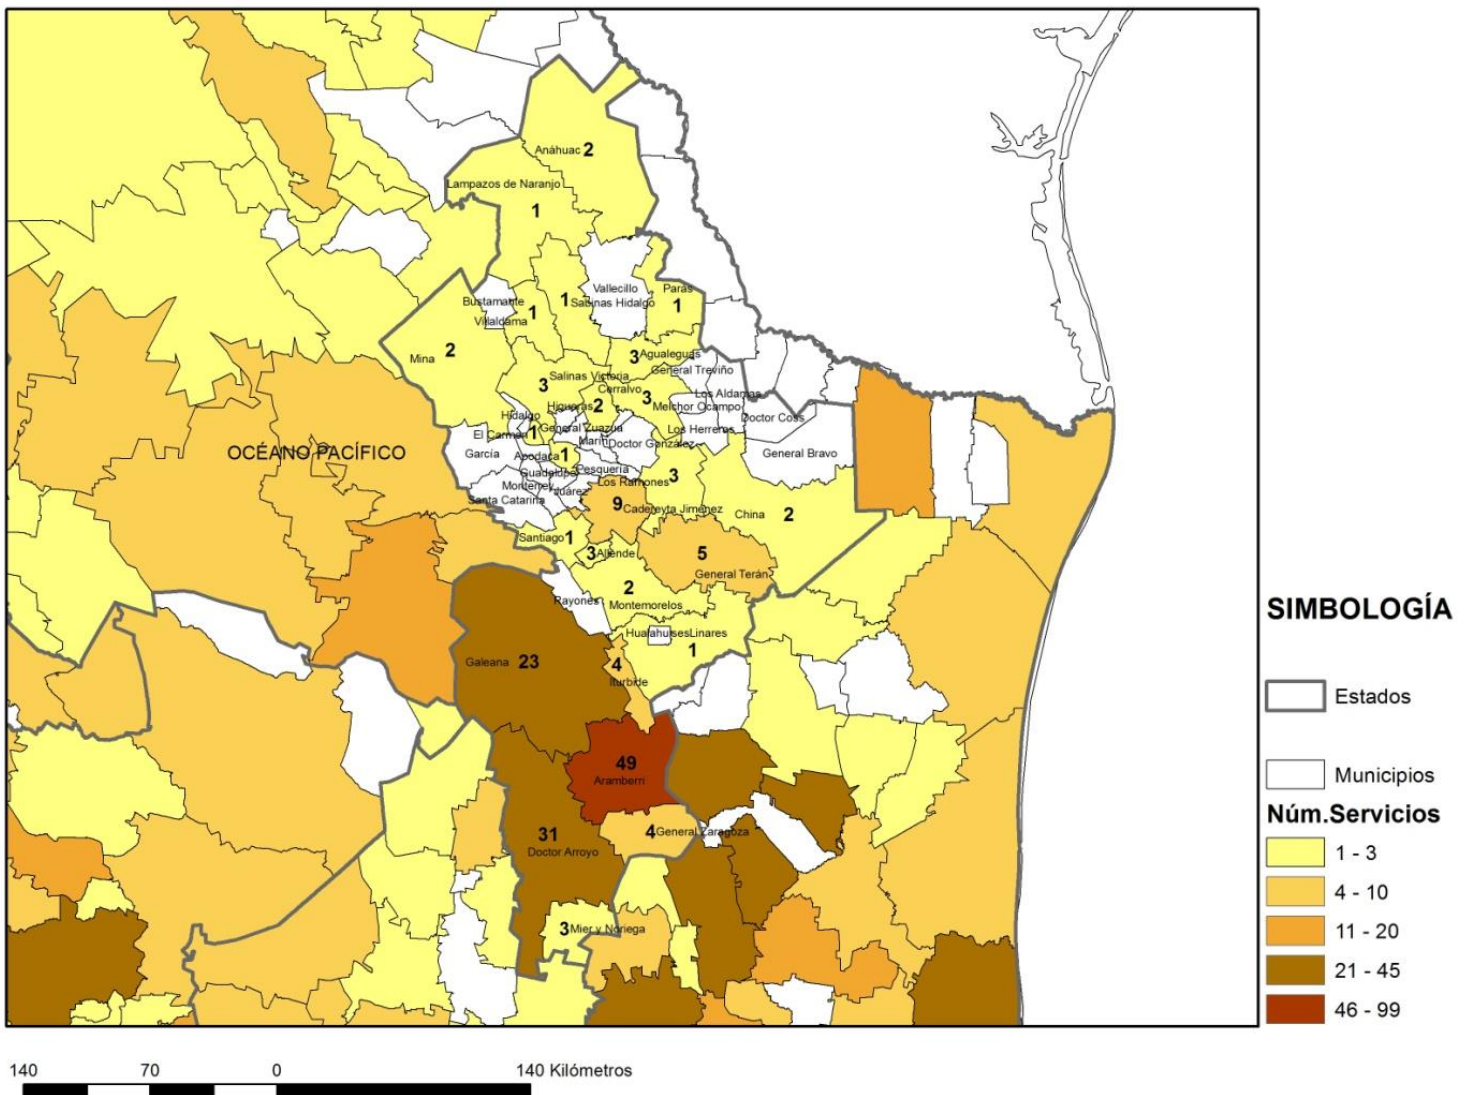 Anáhuac 2
Lampazos de Naranjo
1
Vallecillo
Parás
Bustamante
1
Sabinas Hidalgo
1
1
Villaldama
Mina
2
3 Agualeguas
General Treviño
Salinas Victoria
3
Cerralvo
3
Los Aldamas
Higueras
2
Melchor Ocampo
Hidalgo
Doctor Coss
El Carmen
1
General Zuazua
Los Herreras
Marín
Doctor González
OCÉANO PACÍFICO
García
Apodaca
1
General Bravo
Guadalupe
Pesquería
3
Monterrey
Juárez
Los Ramones
Santa Catarina
9
Cadereyta Jiménez
China
2
Santiago
1
3
Allende
5
General Terán
2
Rayones
Montemorelos
Hualahuises
Linares
1
Galeana 23
4
Iturbide
49
Aramberri
31
Doctor Arroyo
4
General Zaragoza
3
Mier y Noriega
SIMBOLOGÍA
Estados
Municipios
Núm.Servicios
1 - 3
4 - 10
11 - 20
21 - 45
46 - 99
140 70 0 140 Kilómetros